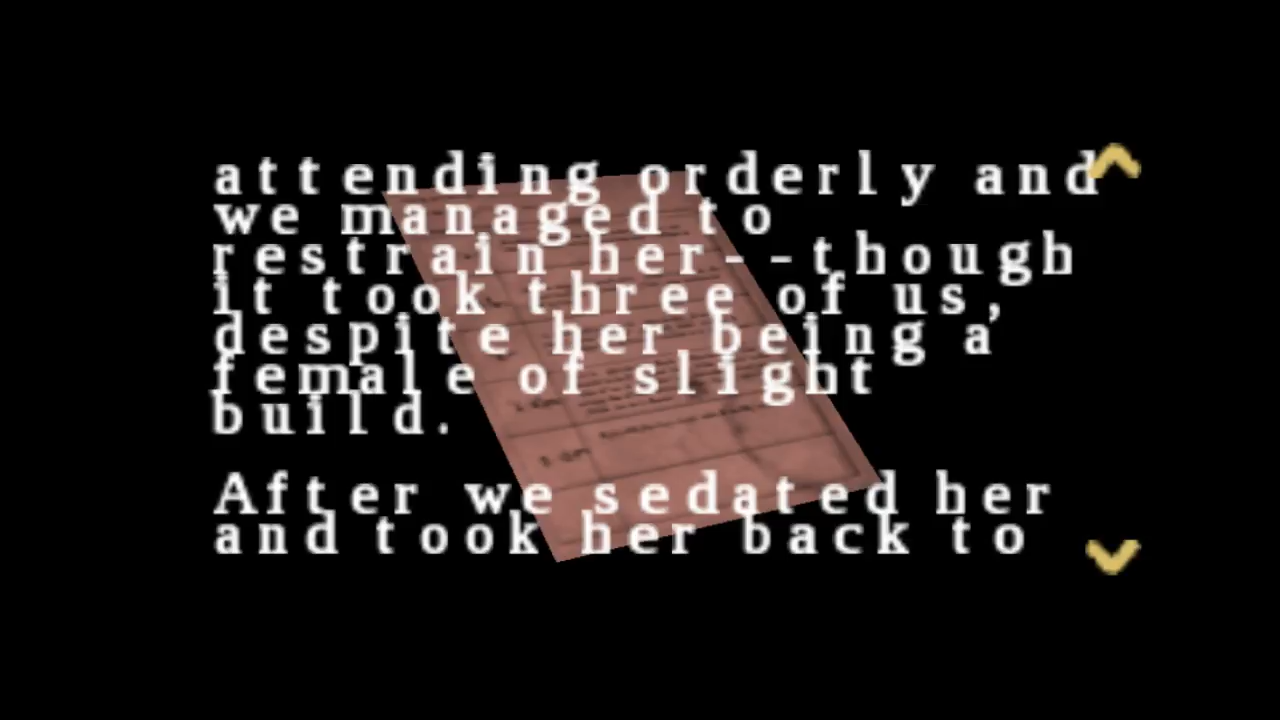 attending orderly and
we managed to
restrain her--though
it took three of us,
despite her being a
female of slight
build.
After we sedated her
and took her back to